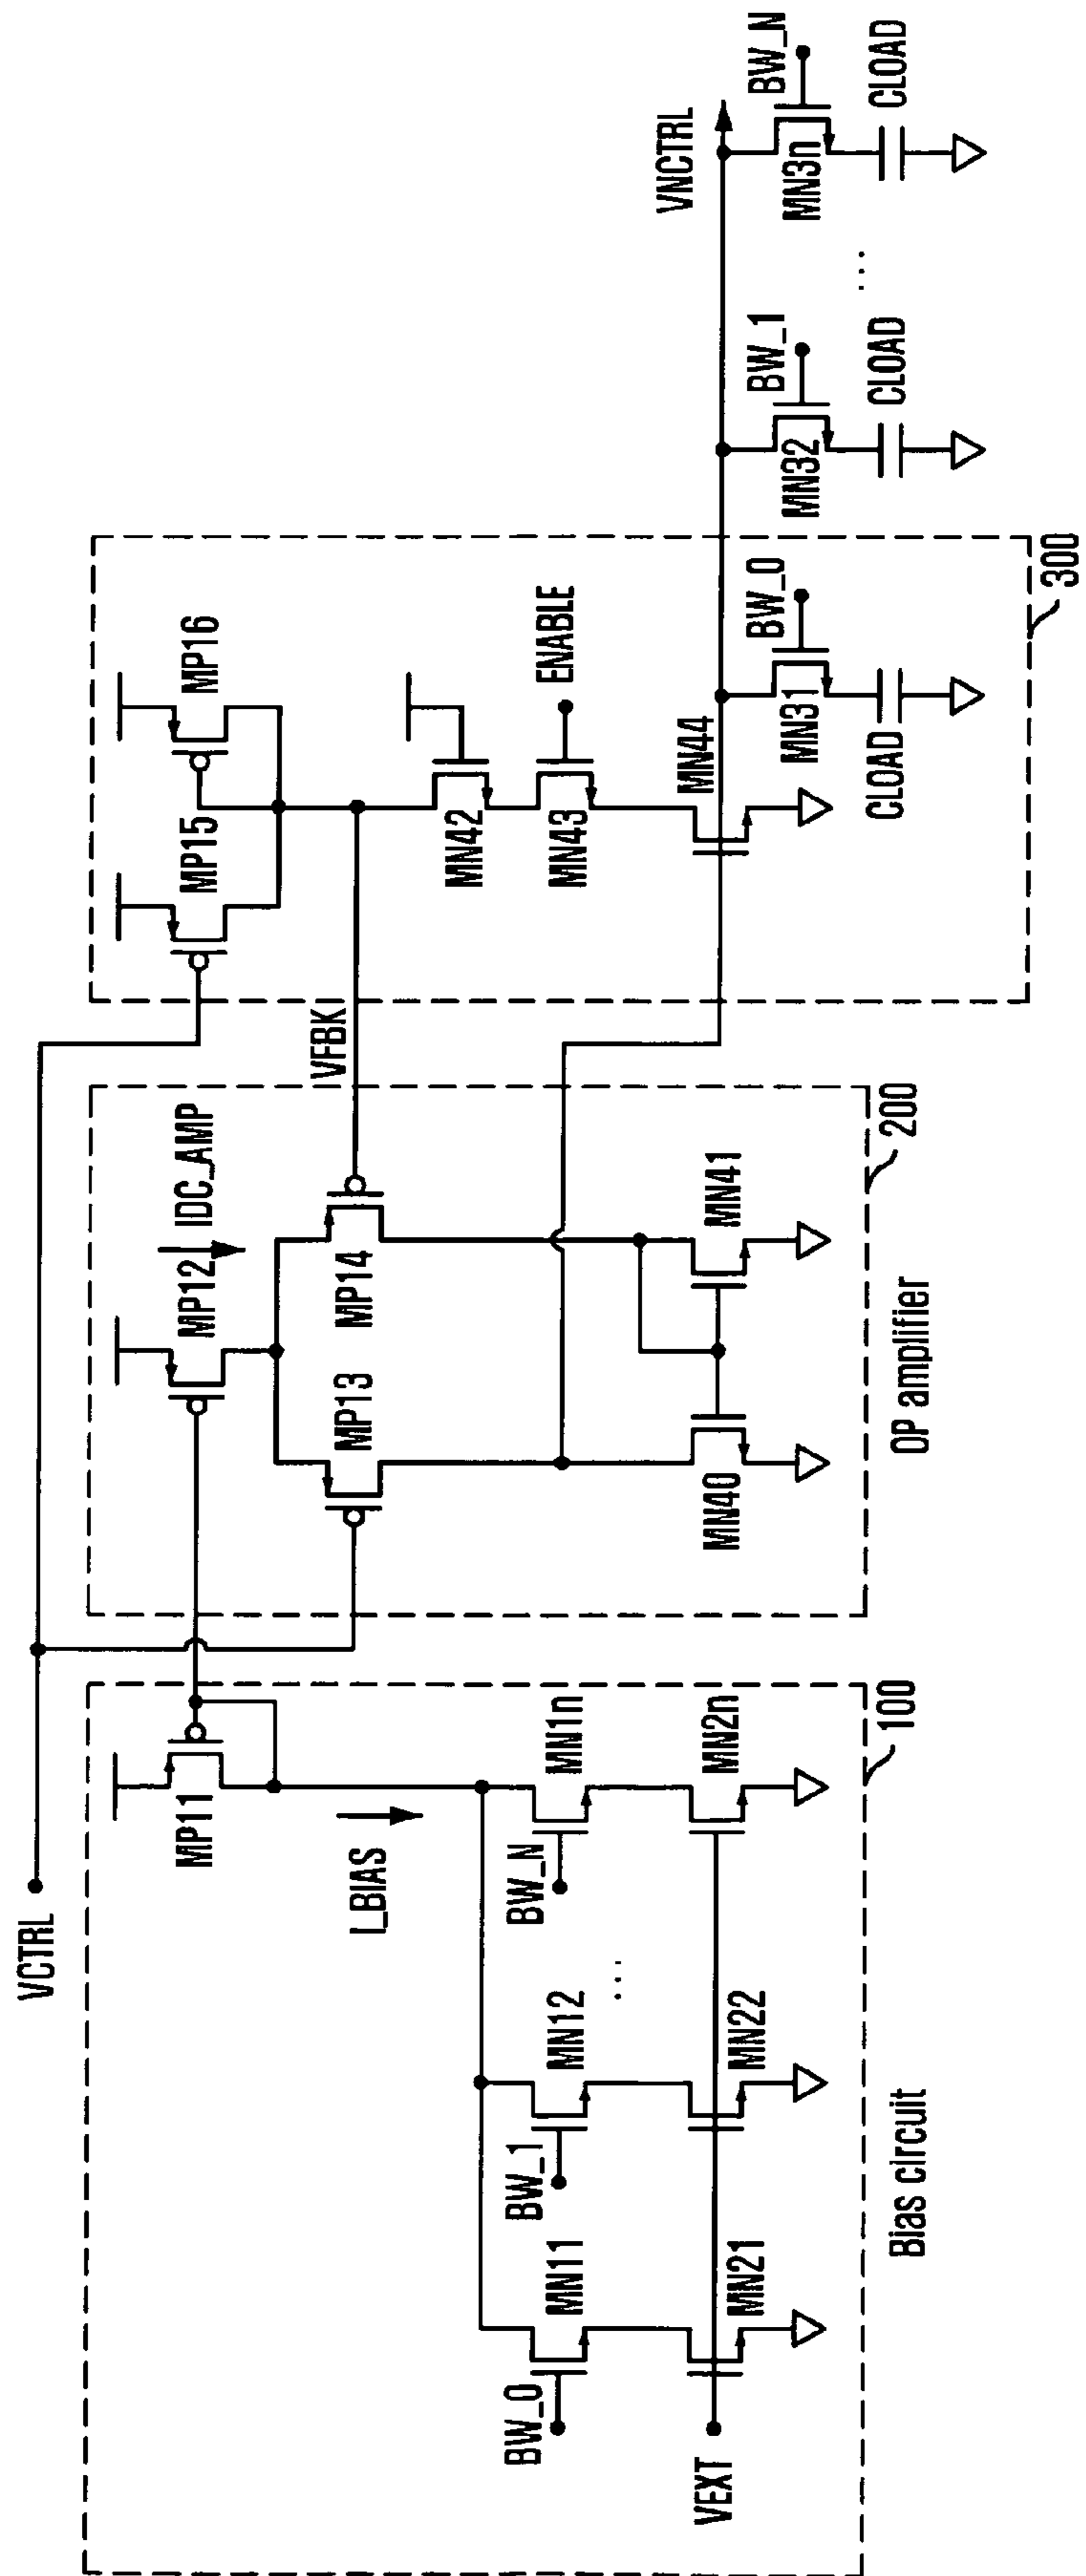 VCTRL
MP11
I_BIAS
BW_0
MN11
BW_1
MN12
...
BW_N
MN1n
VEXT
MN21
MN22
MN2n
100
Bias circuit
MP12
IDC_AMP
MP13
MP14
VFBK
MN40
MN41
200
OP amplifier
MP15
MP16
MN42
MN43
ENABLE
MN44
VNCTRL
MN31
BW_0
CLOAD
300
MN32
BW_1
CLOAD
...
MN3n
BW_N
CLOAD